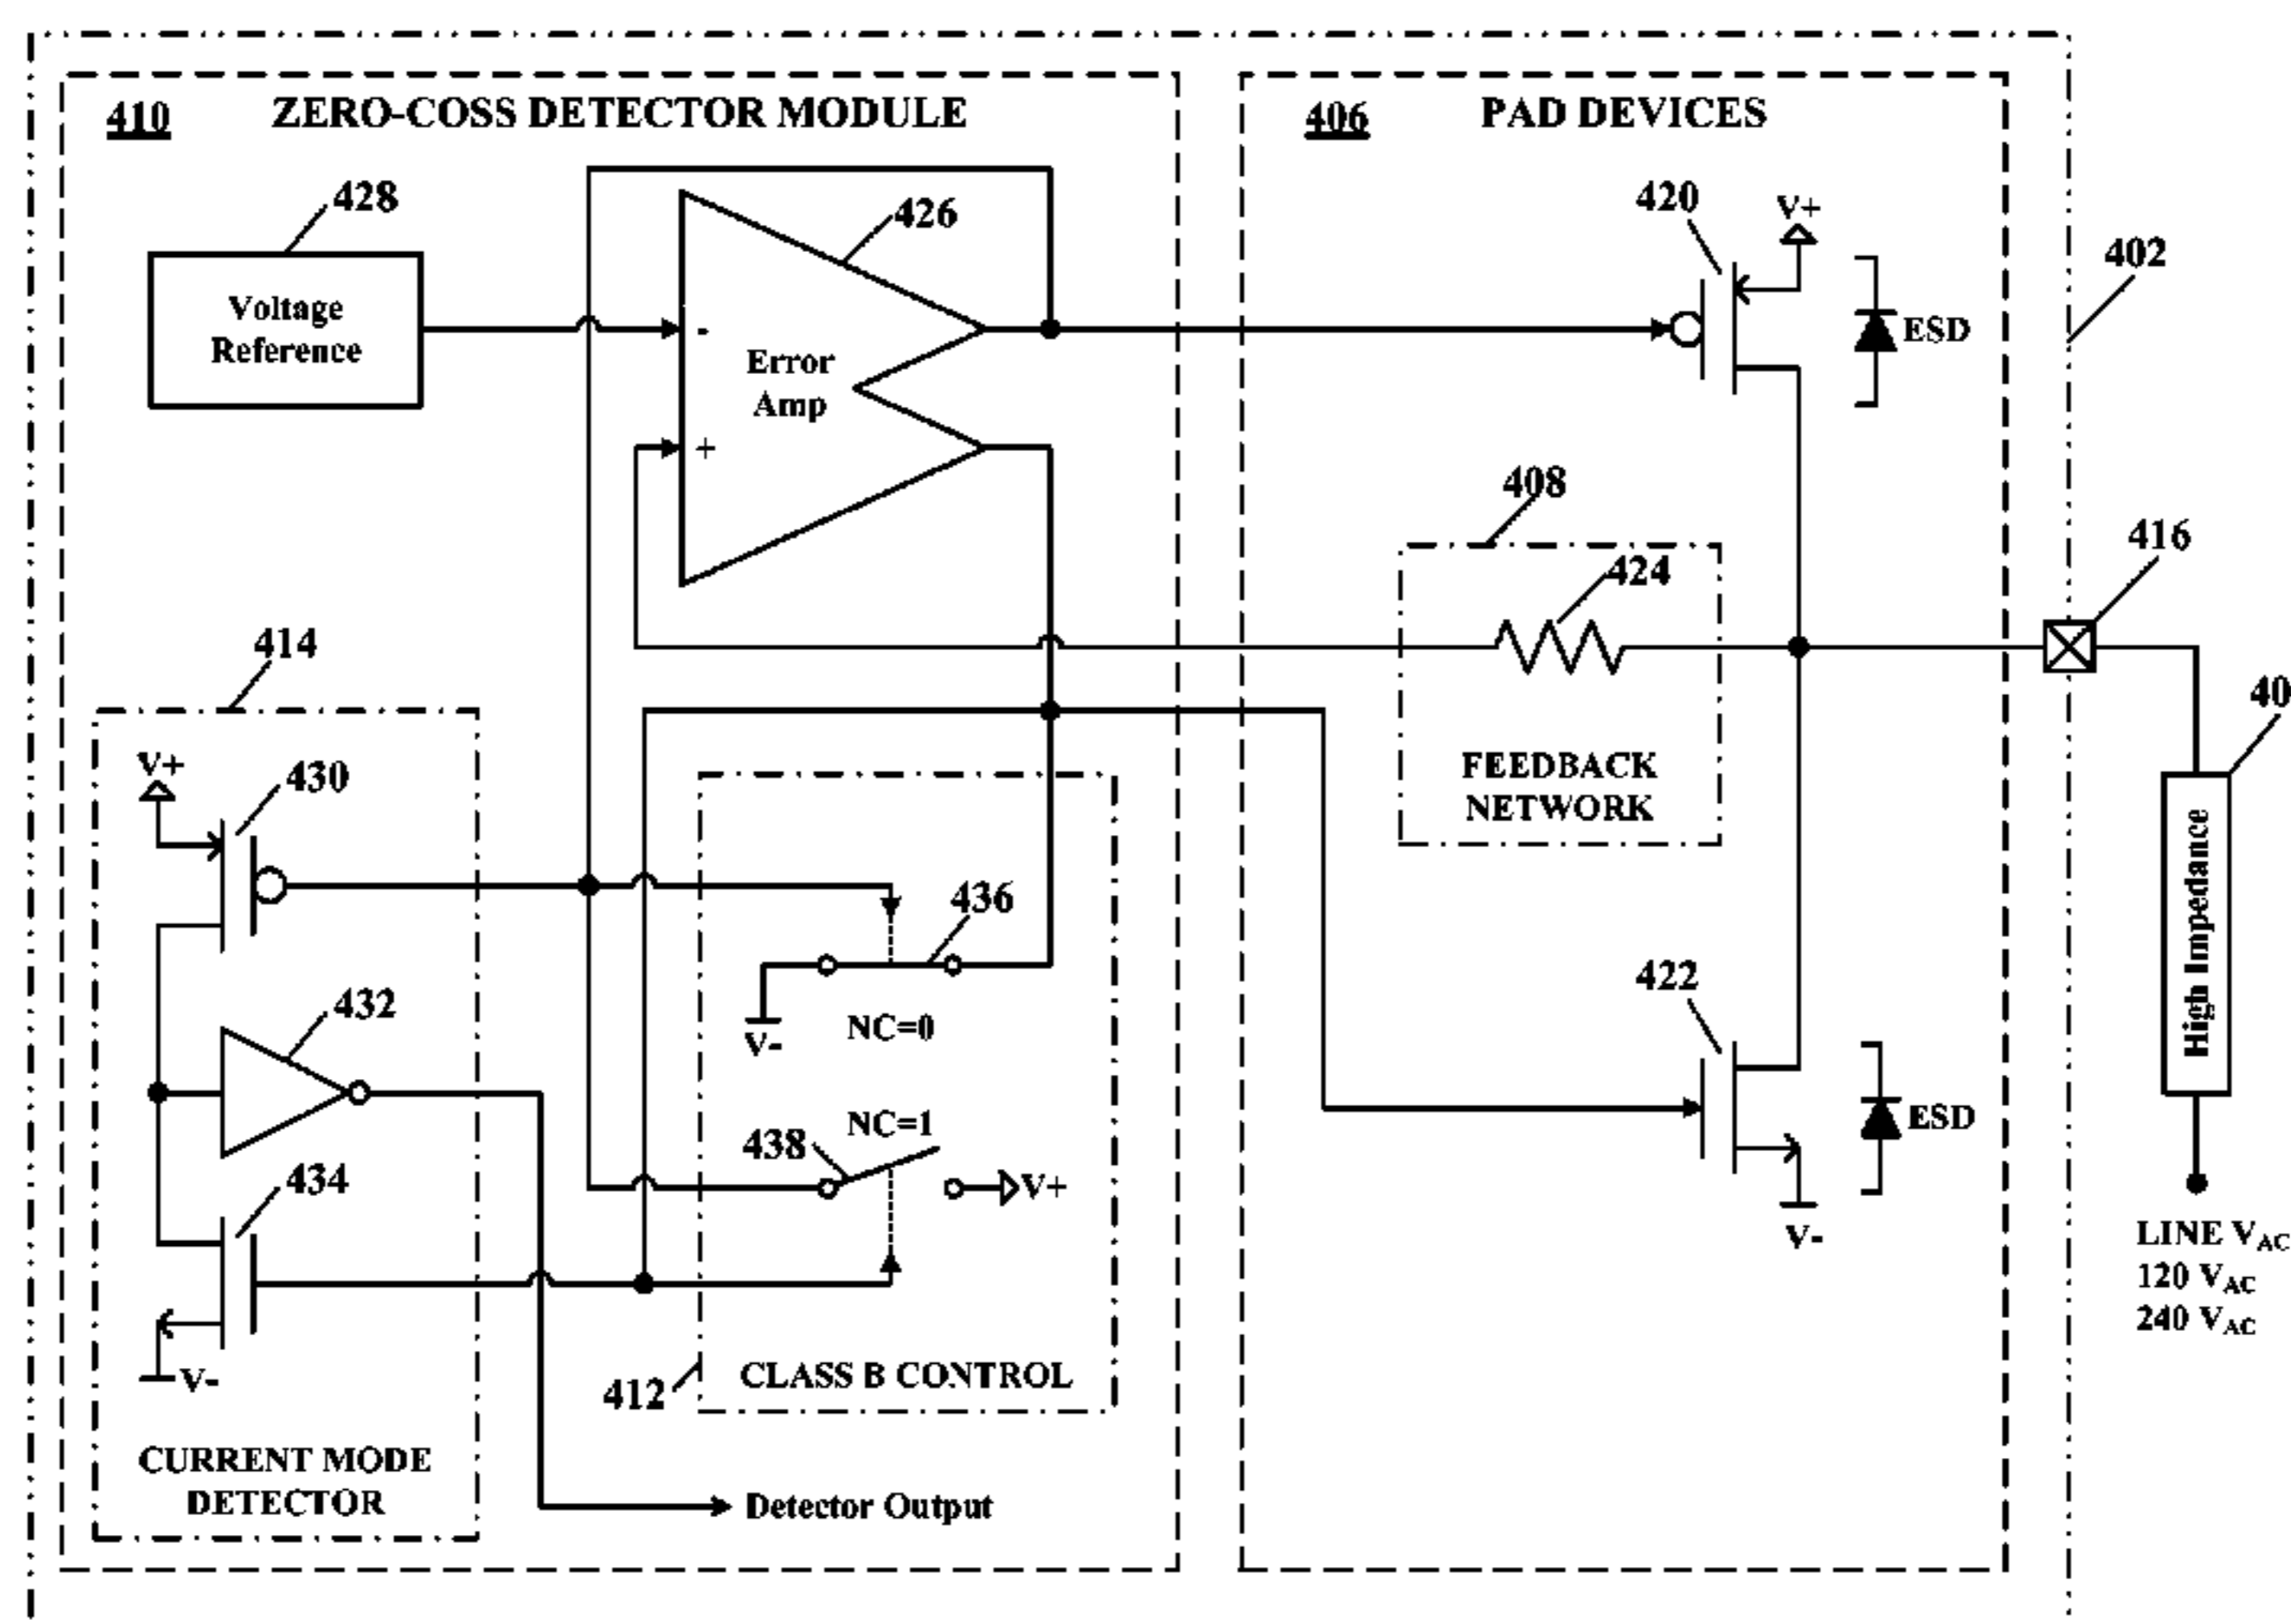 410
ZERO-COSS DETECTOR MODULE
406
PAD DEVICES
428
Voltage
Reference
426
-
Error
Amp
+
420
V+
ESD
402
408
424
FEEDBACK
NETWORK
416
40
High Impedance
LINE VAC
120 VAC
240 VAC
414
V+
430
432
434
V-
CURRENT MODE
DETECTOR
436
V-
NC=0
NC=1
438
V+
412
CLASS B CONTROL
Detector Output
422
ESD
V-